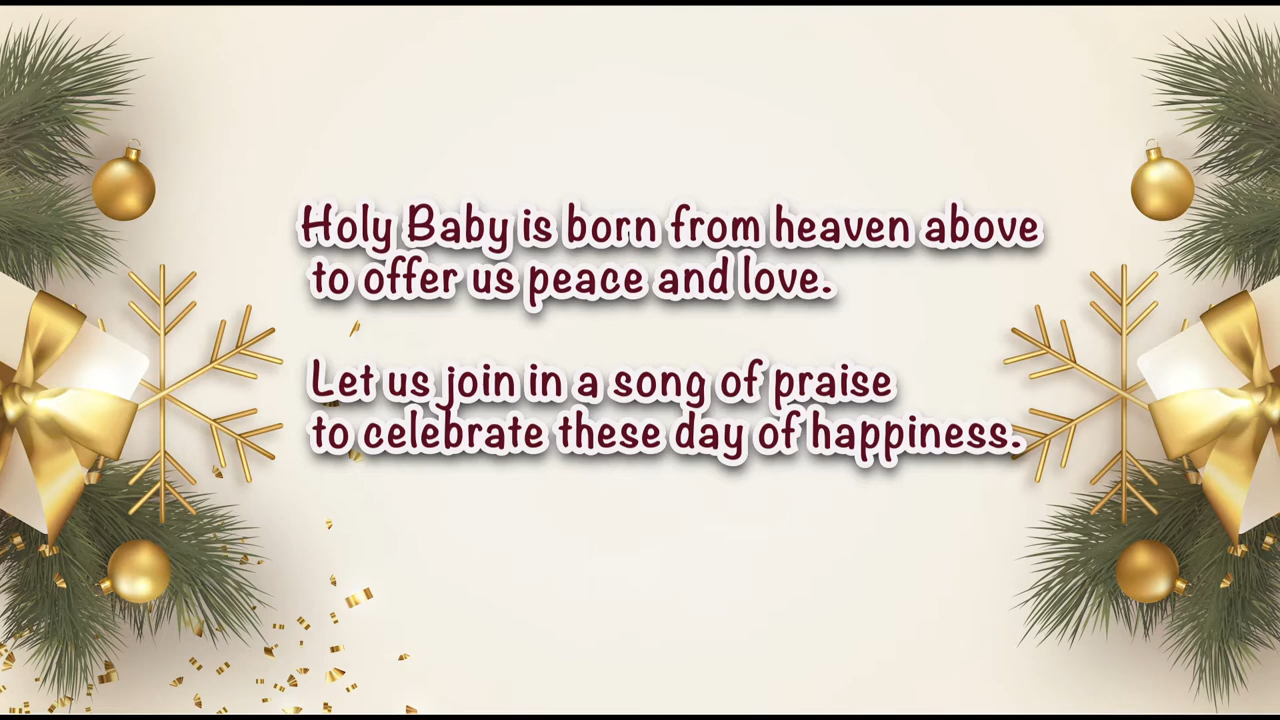 Holy Baby is born from heaven above
to offer us peace and love.
Let us join in a song of praise
to celebrate these day of happiness.